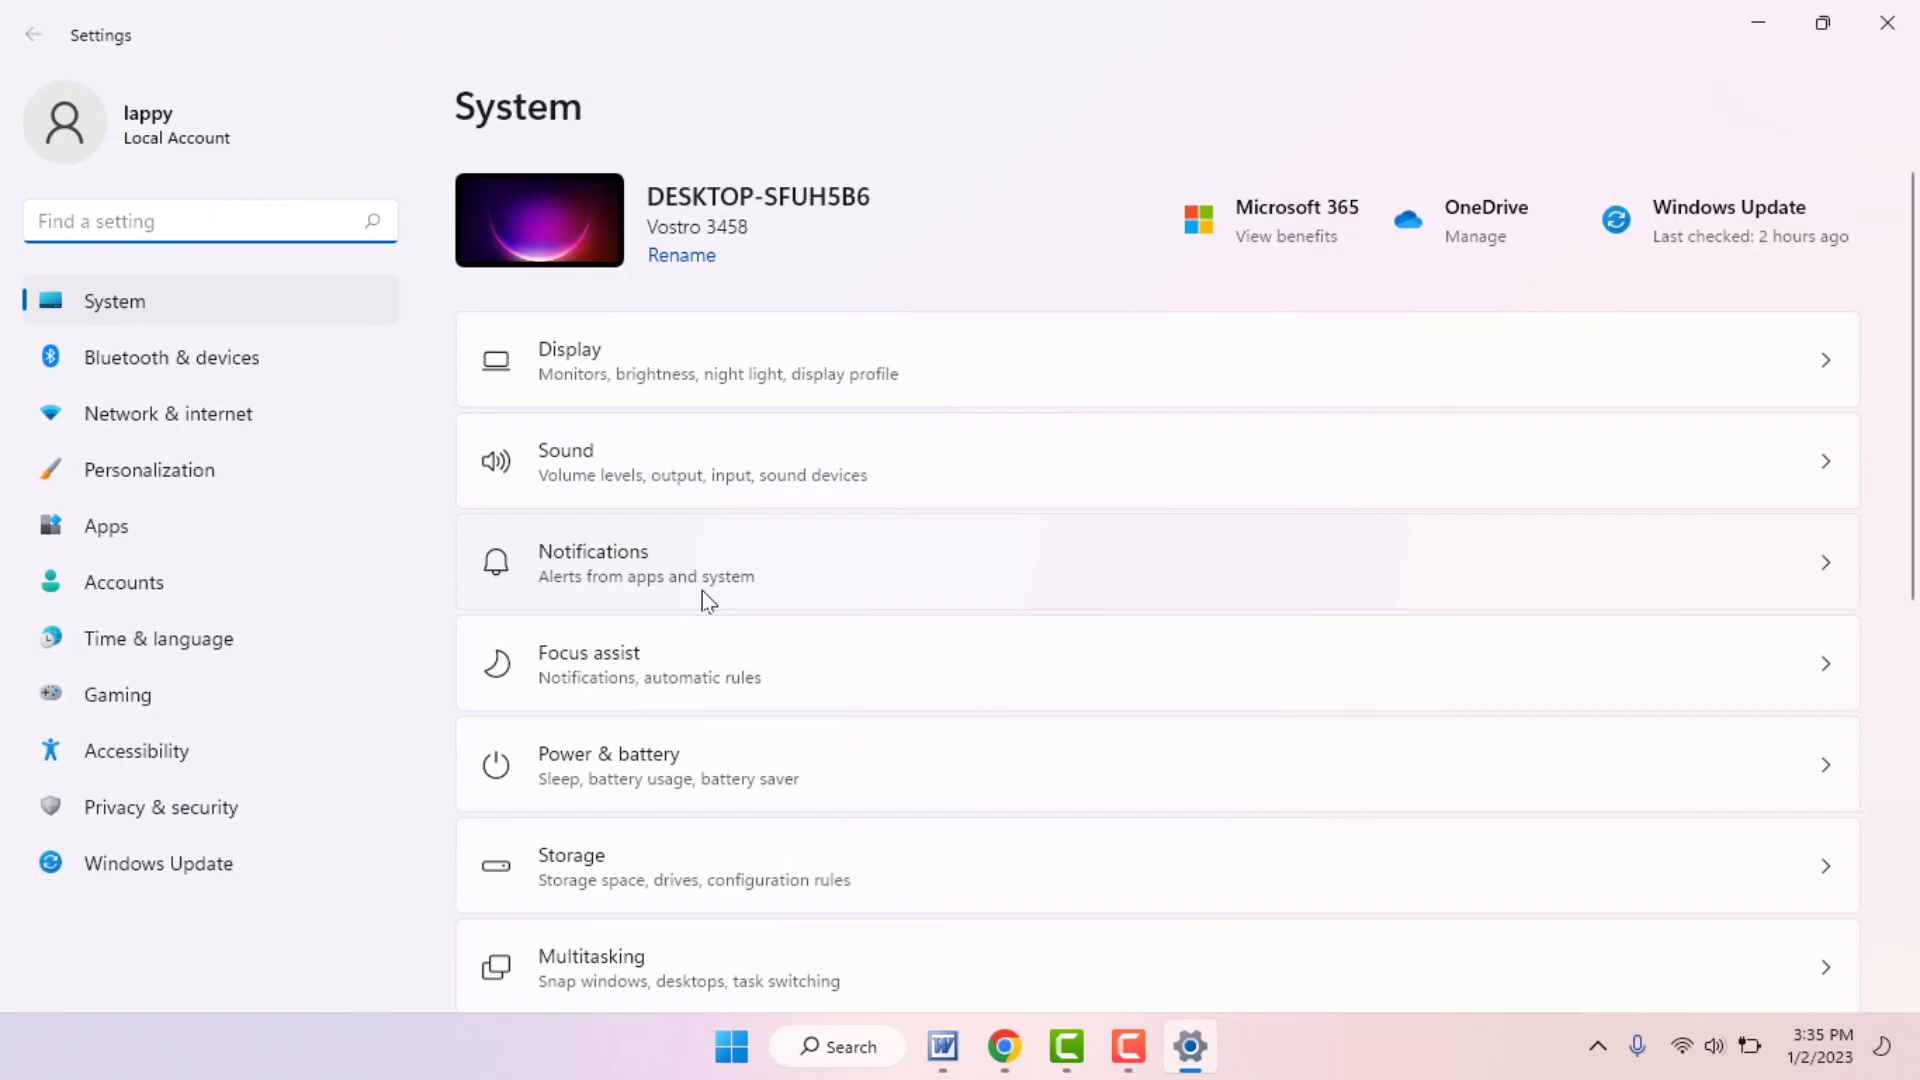 Settings
lappy
Local Account
Find a setting
System
Bluetooth & devices
Network & internet
Personalization
Apps
Accounts
Time & language
Gaming
Accessibility
Privacy & security
Windows Update
System
DESKTOP-SFUH5B6
Vostro 3458
Rename
Microsoft 365
View benefits
OneDrive
Manage
Windows Update
Last checked: 2 hours ago
Display
Monitors, brightness, night light, display profile
Sound
Volume levels, output, input, sound devices
Notifications
Alerts from apps and system
Focus assist
Notifications, automatic rules
Power & battery
Sleep, battery usage, battery saver
Storage
Storage space, drives, configuration rules
Multitasking
Snap windows, desktops, task switching
Search
3:35 PM
1/2/2023